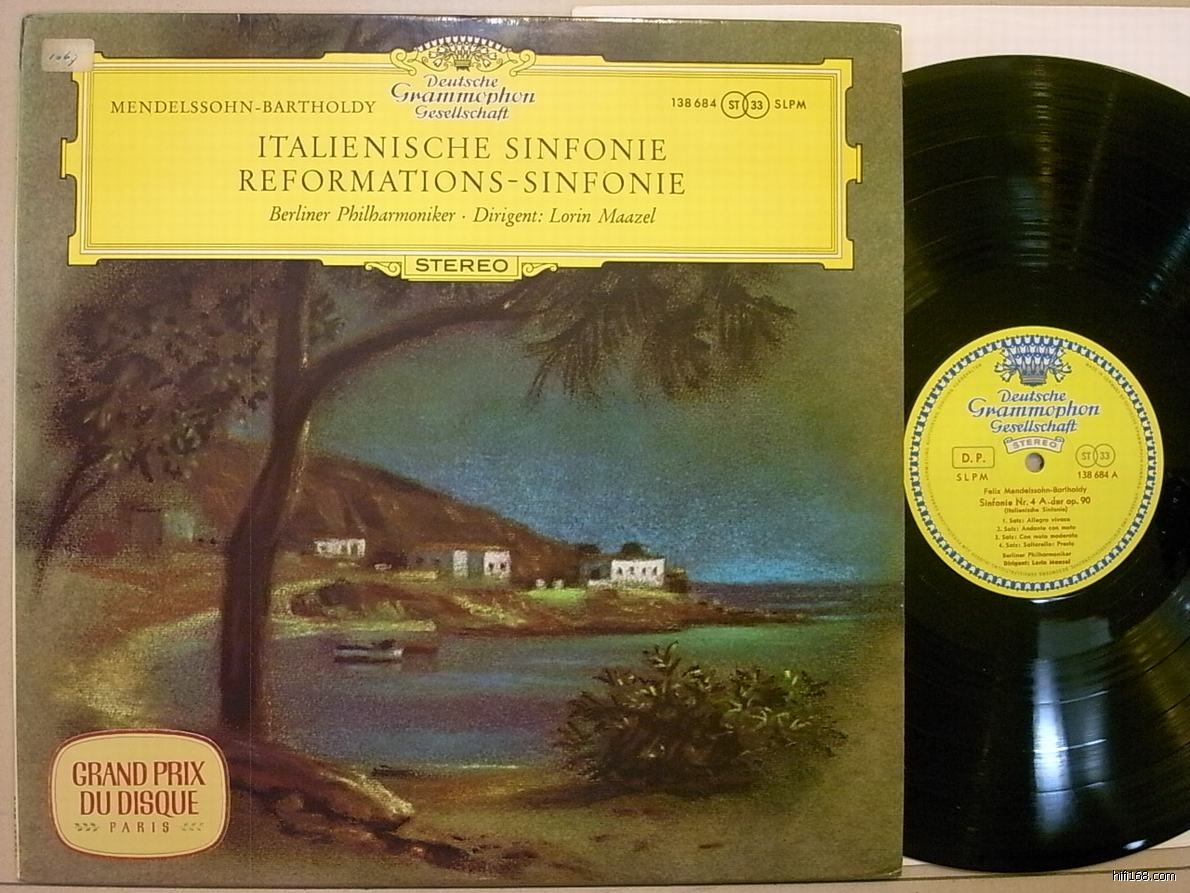 1067
Deutsche
Grammophon
Gesellschaft
MENDELSSOHN-BARTHOLDY
138 684 ST 33 SLPM
ITALIENISCHE SINFONIE
REFORMATIONS-SINFONIE
Berliner Philharmoniker · Dirigent: Lorin Maazel
STEREO
GRAND PRIX
DU DISQUE
PARIS
Deutsche
Grammophon
Gesellschaft
STEREO
D. P.
ST 33
SLPM
138 684 A
Felix Mendelssohn-Bartholdy
Sinfonie Nr. 4 A-dur op. 90
(Italienische Sinfonie)
1. Satz: Allegro vivace
2. Satz: Andante con moto
3. Satz: Con moto moderato
4. Satz: Saltarello: Presto
Berliner Philharmoniker
Dirigent: Lorin Maazel
hifi168.com